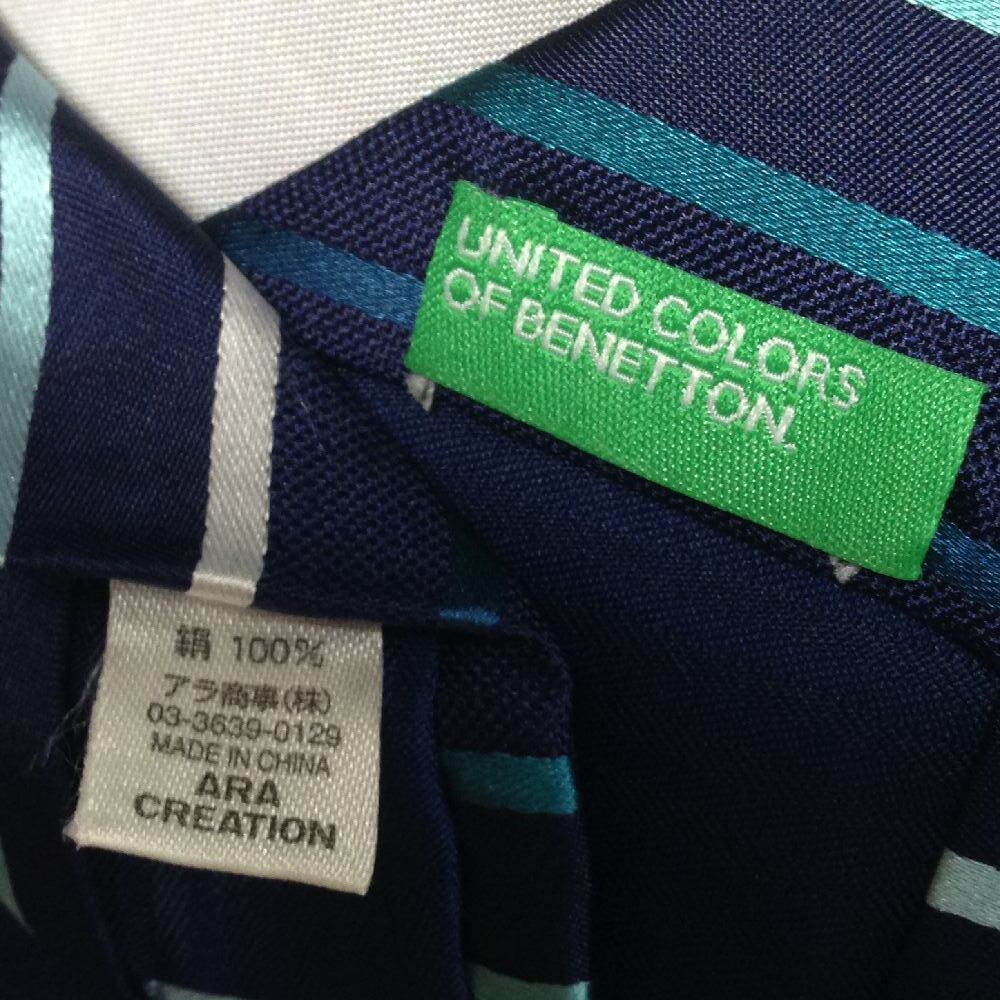 UNITED COLORS
OF BENETTON.
絹 100%
アラ商事(株)
03-3639-0129
MADE IN CHINA
ARA
CREATION